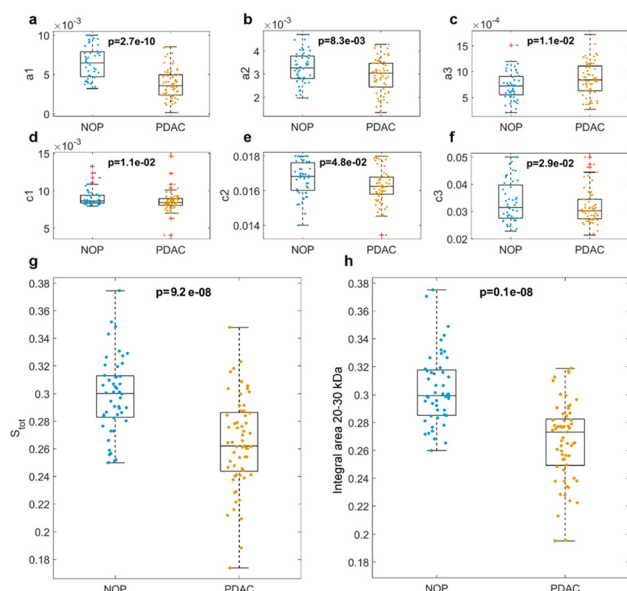 a
b
c
×10⁻³
×10⁻³
×10⁻⁴
10
5
0
a1
p=2.7e-10
NOP
PDAC
4
3
2
a2
p=8.3e-03
NOP
PDAC
15
10
5
a3
p=1.1e-02
NOP
PDAC
d
e
f
×10⁻³
15
10
5
c1
p=1.1e-02
NOP
PDAC
0.018
0.016
0.014
c2
p=4.8e-02
NOP
PDAC
0.05
0.04
0.03
0.02
c3
p=2.9e-02
NOP
PDAC
g
0.38
0.36
0.34
0.32
0.3
0.28
0.26
0.24
0.22
0.2
0.18
Stot
p=9.2e-08
NOP
PDAC
h
0.38
0.36
0.34
0.32
0.3
0.28
0.26
0.24
0.22
0.2
0.18
Integral area 20-30 kDa
p=0.1e-08
NOP
PDAC